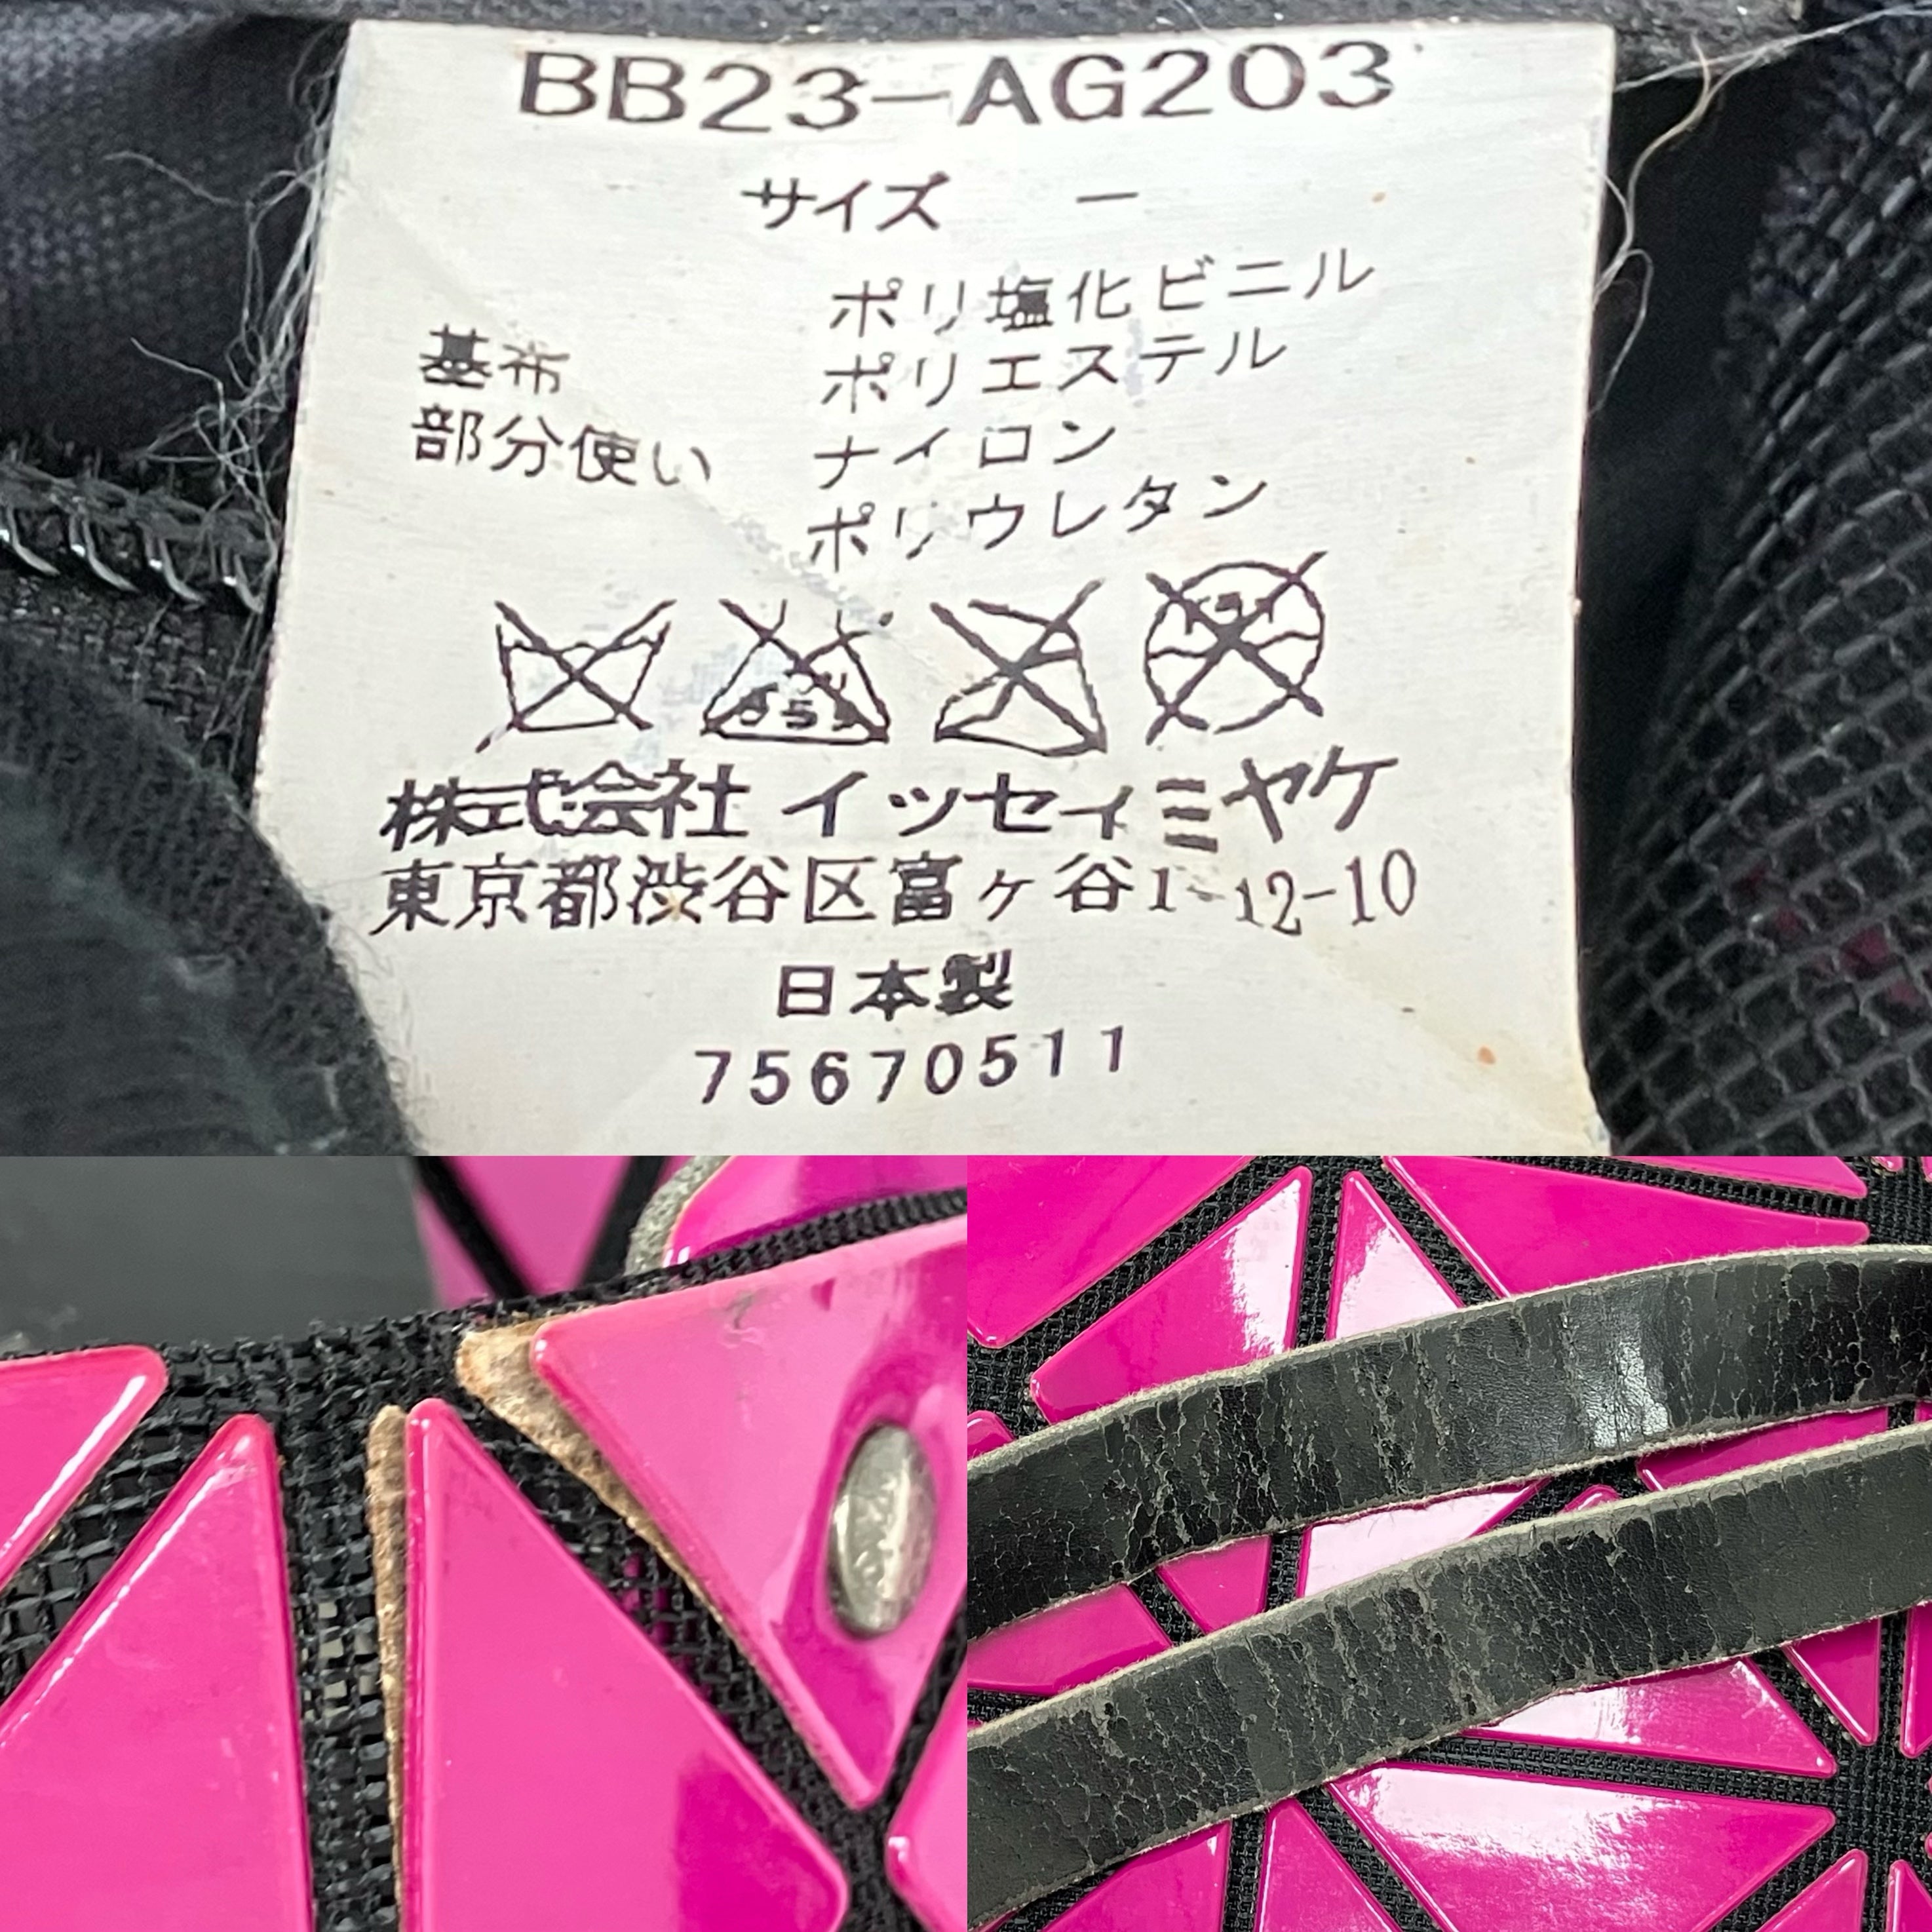 BB23-AG203
サイズ －
ポリ塩化ビニル
基布 ポリエステル
部分使い ナイロン
ポリウレタン
株式会社 イッセイミヤケ
東京都渋谷区富ヶ谷1-12-10
日本製
75670511